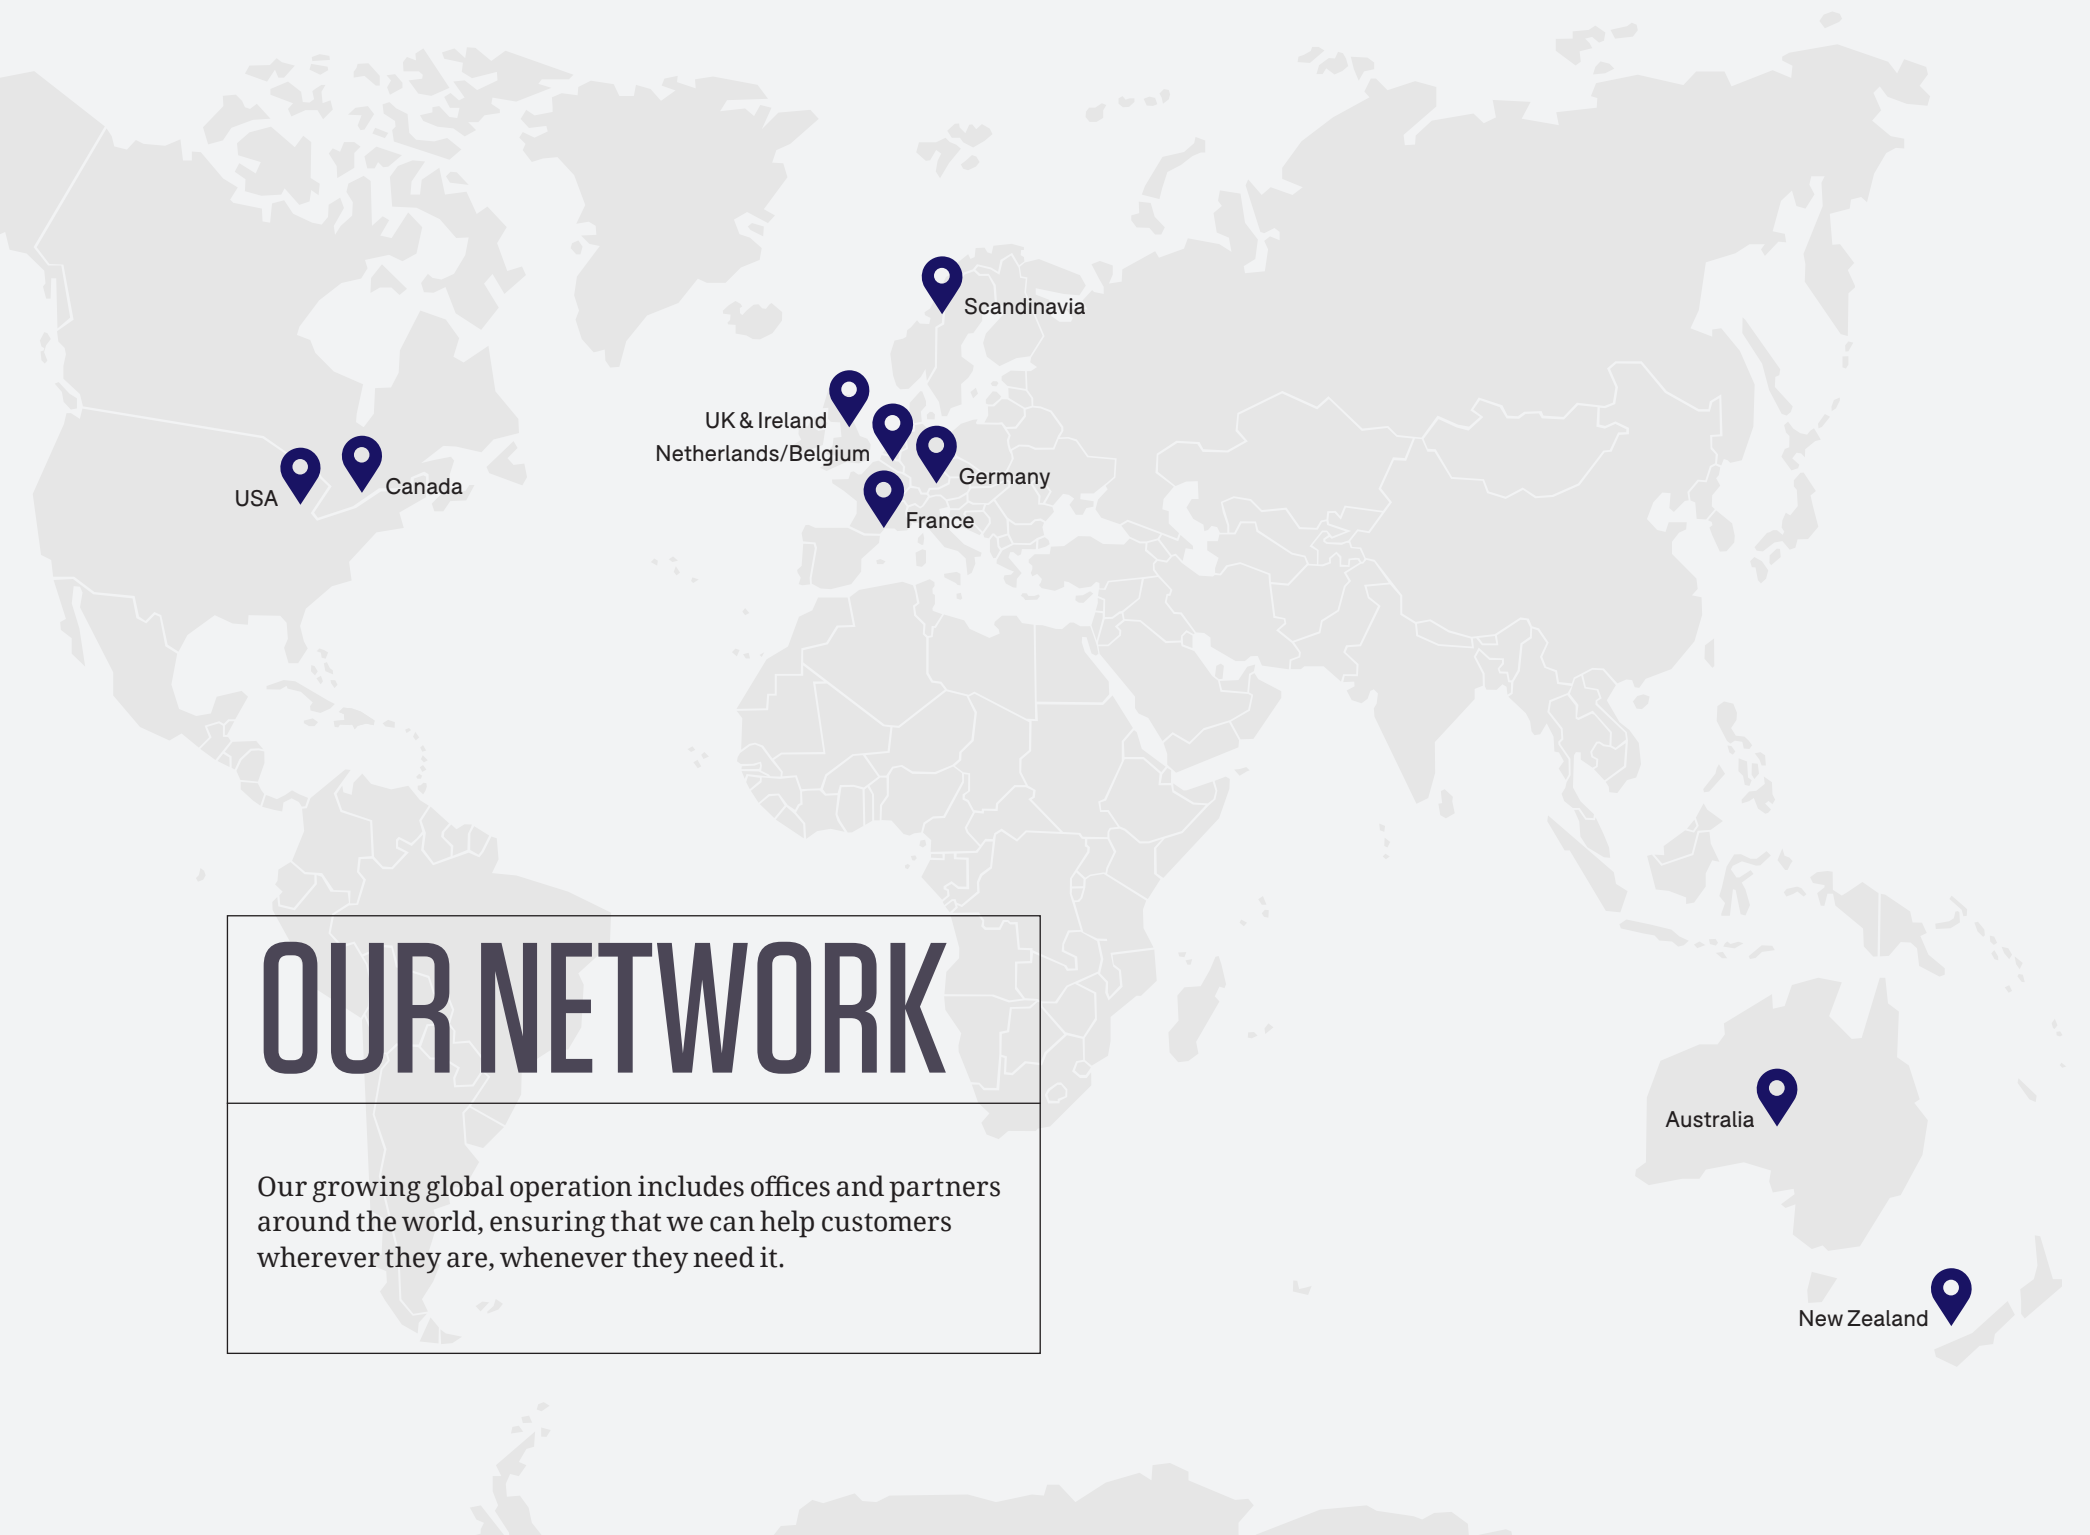 Scandinavia
UK & Ireland
Netherlands/Belgium
Germany
USA
Canada
France
OUR NETWORK
Australia
Our growing global operation includes offices and partners
around the world, ensuring that we can help customers
wherever they are, whenever they need it.
New Zealand